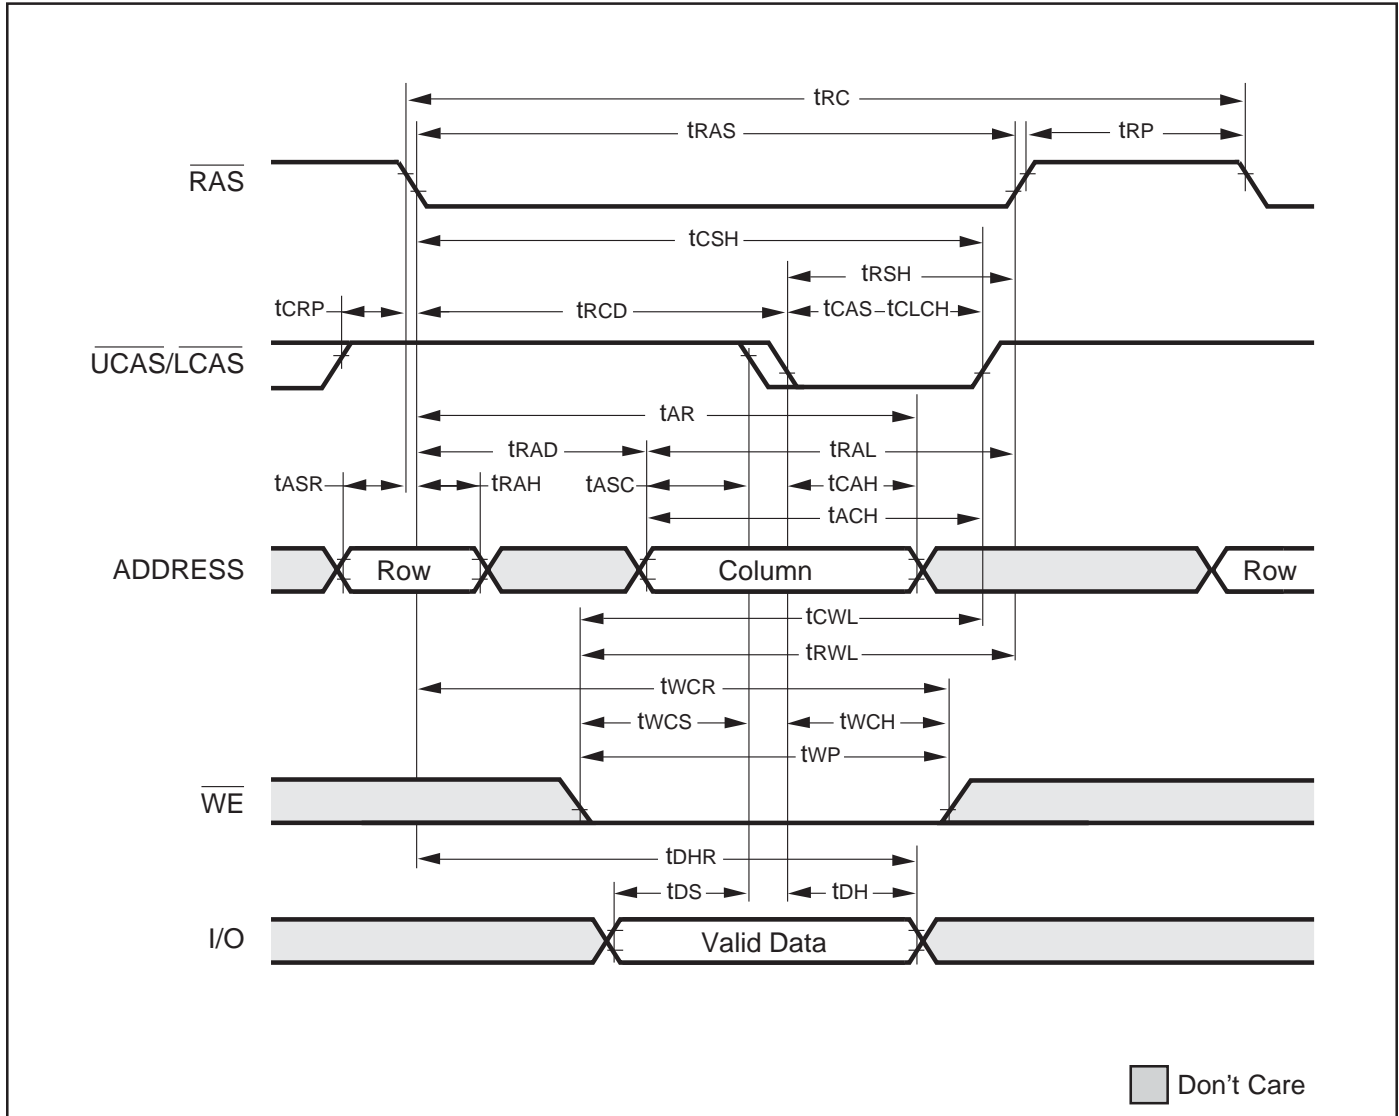 tRC
tRAS
tRP
RAS
tCSH
tRSH
tCRP
tRCD
tCAS–tCLCH
UCAS/LCAS
tAR
tRAD
tRAL
tASR
tRAH
tASC
tCAH
tACH
ADDRESS
Row
Column
Row
tCWL
tRWL
tWCR
tWCS
tWCH
tWP
WE
tDHR
tDS
tDH
I/O
Valid Data
Don't Care